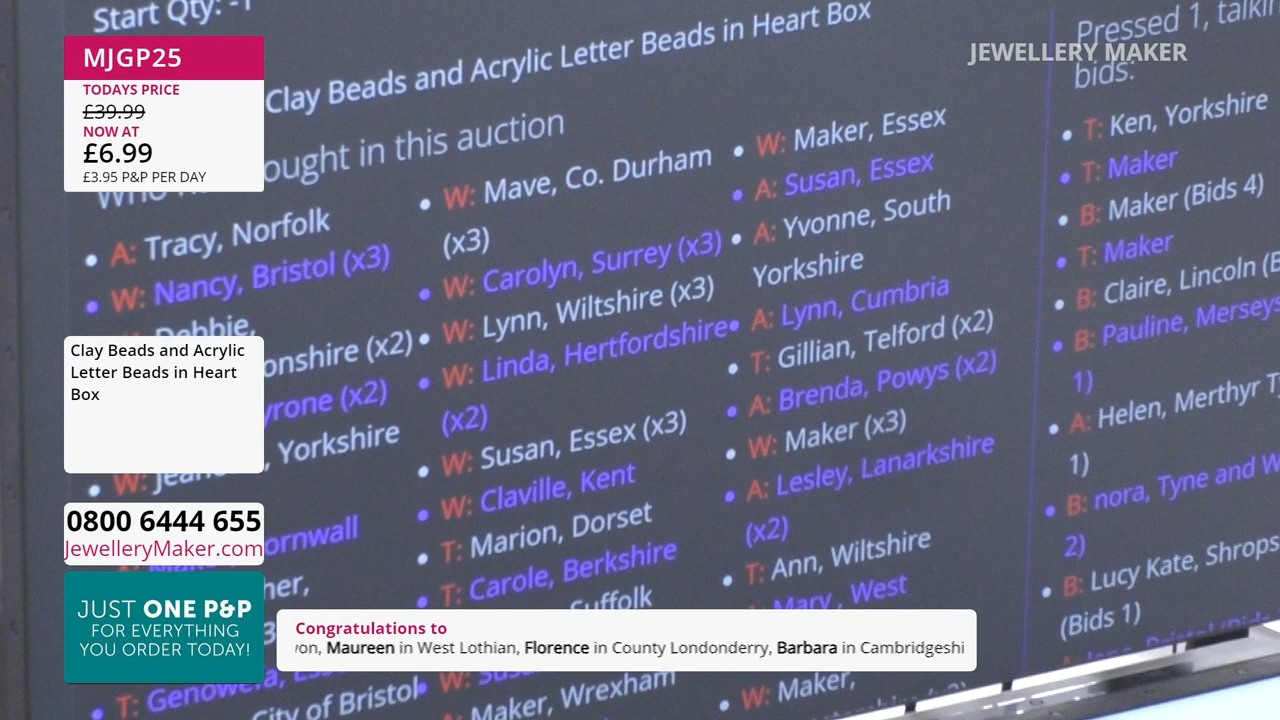 Start Qty: -1
Clay Beads and Acrylic Letter Beads in Heart Box
ought in this auction
A: Tracy, Norfolk
W: Nancy, Bristol (x3)
Debbie,
onshire (x2)
yrone (x2)
, Yorkshire
W:
ornwall
her,
T: Genowefa,
City of Bristol
W: Mave, Co. Durham
(x3)
W: Carolyn, Surrey (x3)
W: Lynn, Wiltshire (x3)
W: Linda, Hertfordshire
(x2)
W: Susan, Essex (x3)
W: Claville, Kent
T: Marion, Dorset
T: Carole, Berkshire
Suffolk
W:
Maker, Wrexham
W: Maker, Essex
A: Susan, Essex
A: Yvonne, South
Yorkshire
A: Lynn, Cumbria
T: Gillian, Telford (x2)
A: Brenda, Powys (x2)
W: Maker (x3)
A: Lesley, Lanarkshire
(x2)
T: Ann, Wiltshire
Mary, West
W: Maker,
Pressed 1, talkin
bids:
T: Ken, Yorkshire
T: Maker
B: Maker (Bids 4)
T: Maker
B: Claire, Lincoln (B
B: Pauline, Merseys
1)
A: Helen, Merthyr T
1)
B: nora, Tyne and W
2)
B: Lucy Kate, Shrops
(Bids 1)
JEWELLERY MAKER
MJGP25
TODAYS PRICE
£39.99
NOW AT
£6.99
£3.95 P&P PER DAY
Clay Beads and Acrylic
Letter Beads in Heart
Box
0800 6444 655
JewelleryMaker.com
JUST ONE P&P
FOR EVERYTHING
YOU ORDER TODAY!
Congratulations to
von, Maureen in West Lothian, Florence in County Londonderry, Barbara in Cambridgeshi